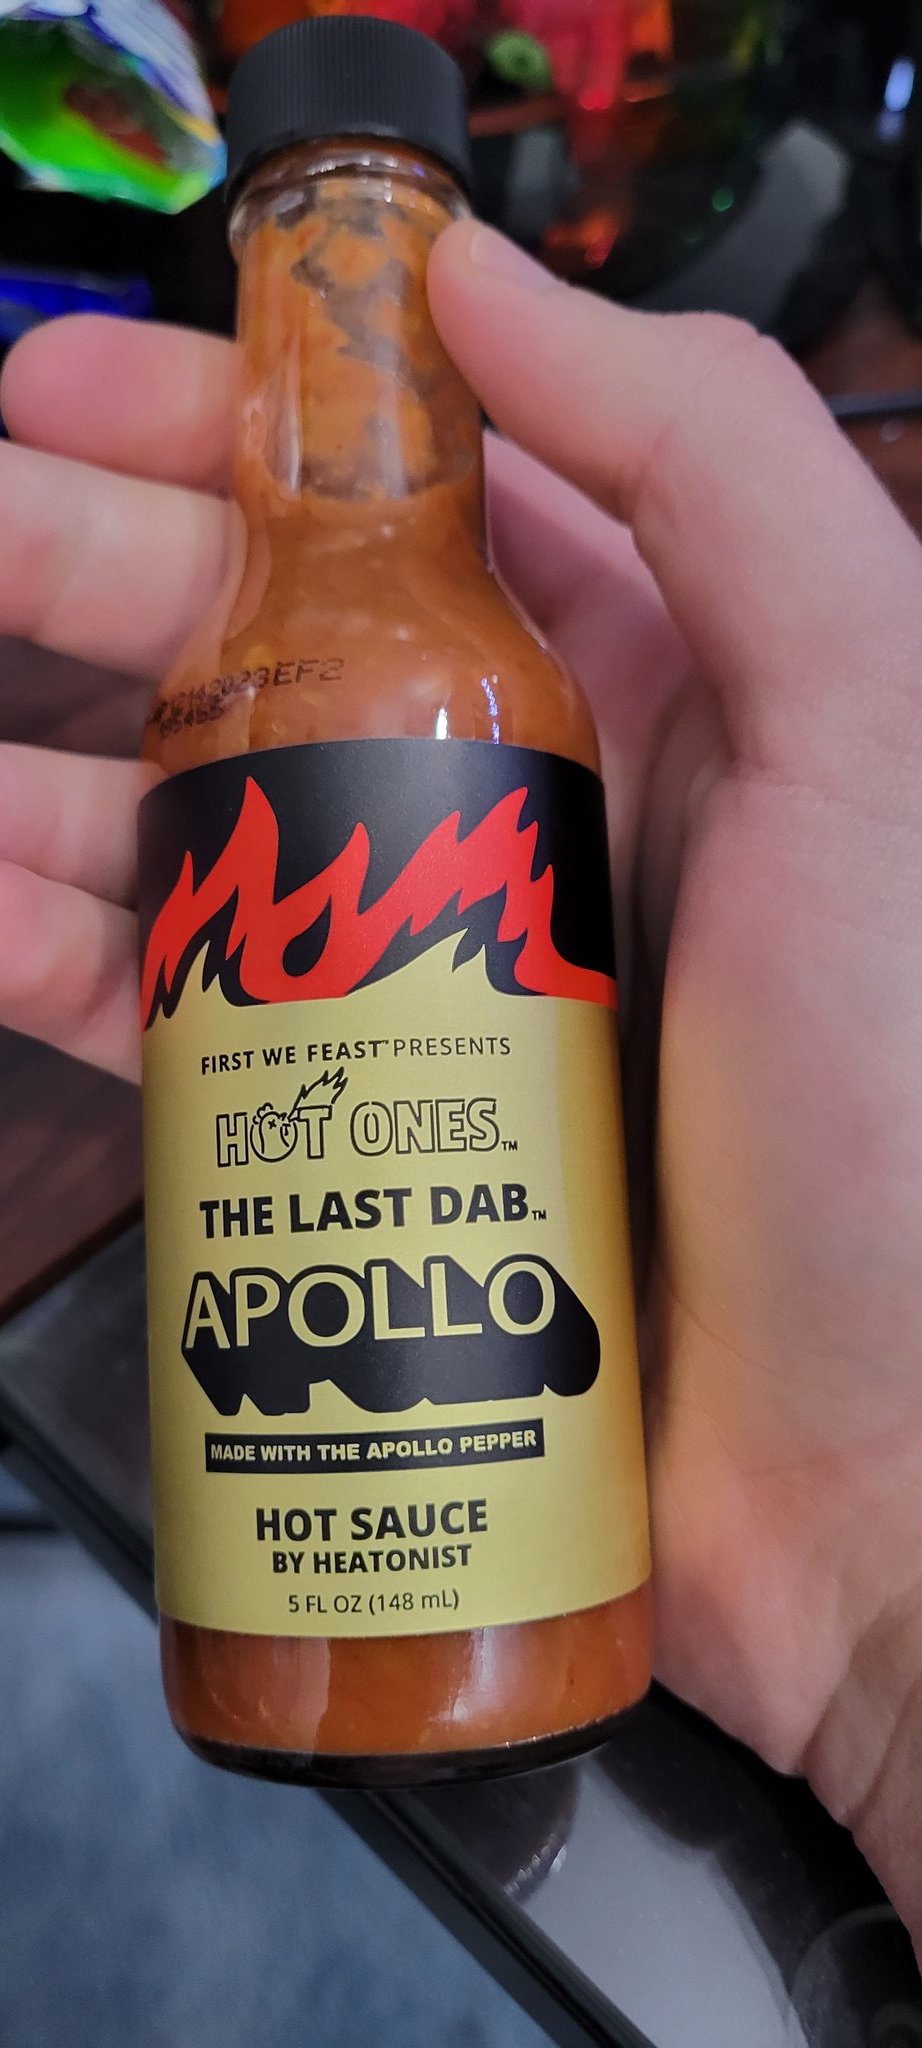 12142023EF2
FIRST WE FEAST™ PRESENTS
HOT ONES™
THE LAST DAB™
APOLLO
MADE WITH THE APOLLO PEPPER
HOT SAUCE
BY HEATONIST
5 FL OZ (148 mL)